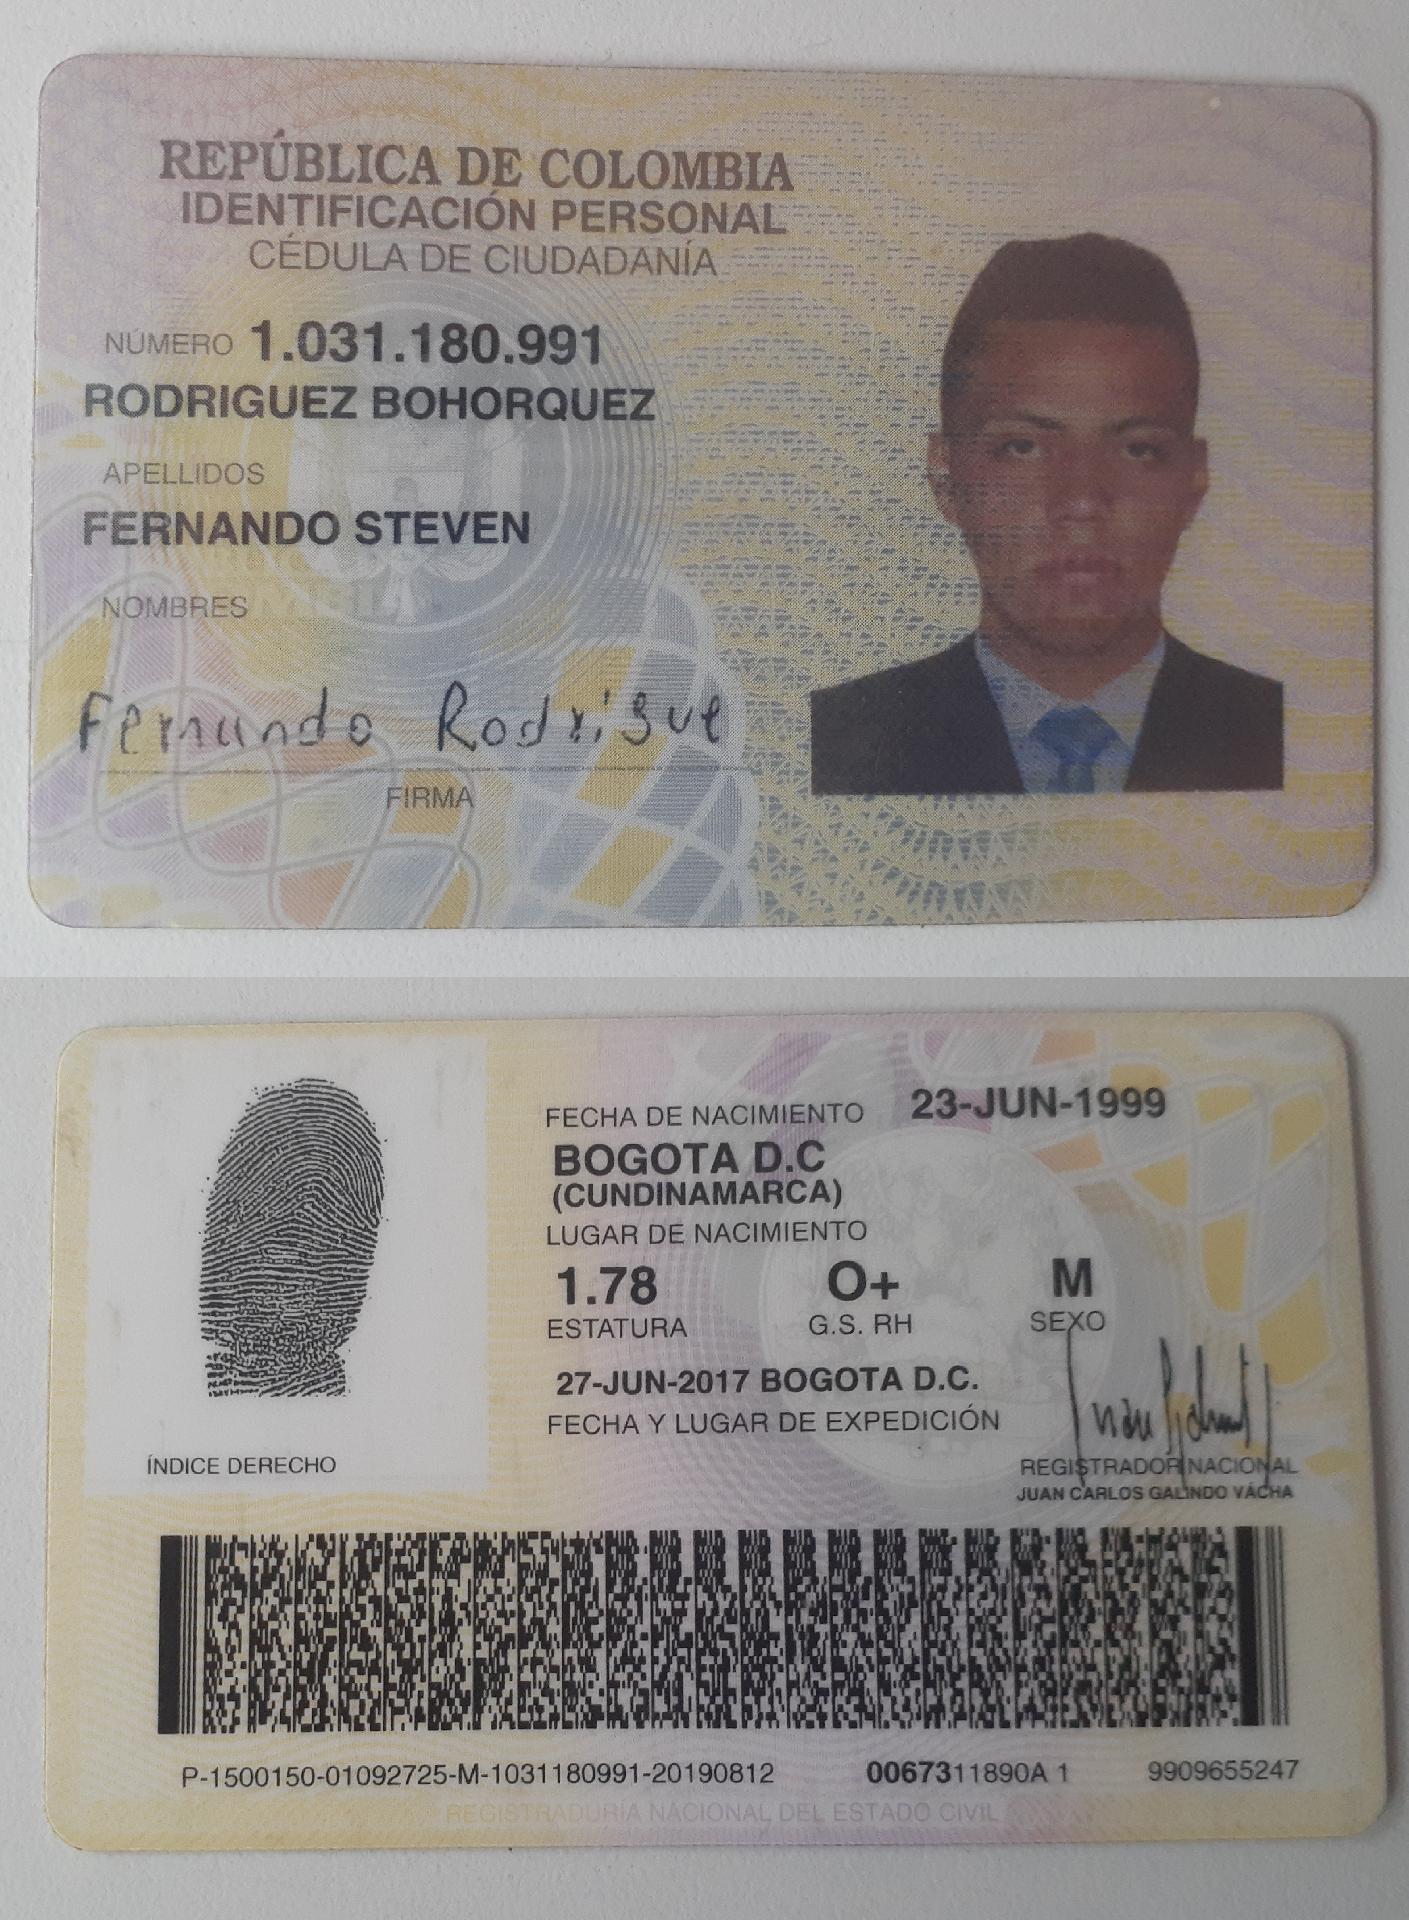 REPÚBLICA DE COLOMBIA
IDENTIFICACIÓN PERSONAL
CÉDULA DE CIUDADANÍA
NÚMERO 1.031.180.991
RODRIGUEZ BOHORQUEZ
APELLIDOS
FERNANDO STEVEN
NOMBRES
Fernando Rodrigue
FIRMA
FECHA DE NACIMIENTO 23-JUN-1999
BOGOTA D.C
(CUNDINAMARCA)
LUGAR DE NACIMIENTO
1.78 O+ M
ESTATURA G.S. RH SEXO
27-JUN-2017 BOGOTA D.C.
FECHA Y LUGAR DE EXPEDICIÓN
ÍNDICE DERECHO
REGISTRADOR NACIONAL
JUAN CARLOS GALINDO VÁCHA
P-1500150-01092725-M-1031180991-20190812 0067311890A 1 9909655247
REGISTRADURÍA NACIONAL DEL ESTADO CIVIL